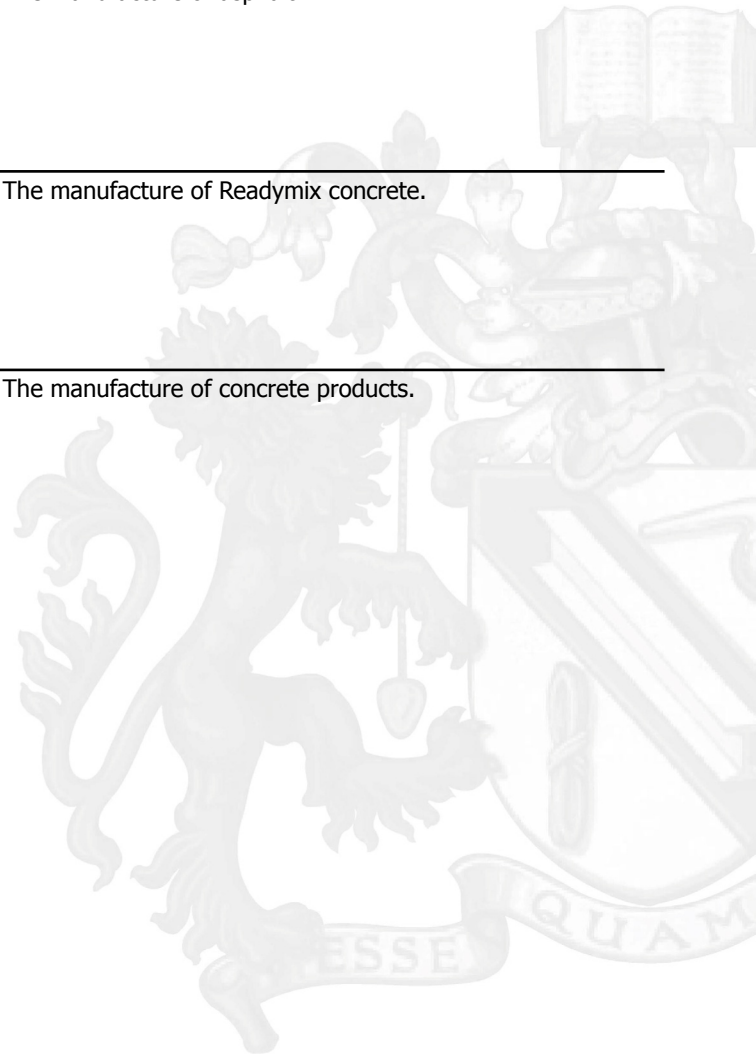 The manufacture of Readymix concrete.
The manufacture of concrete products.
ESSE
QUAM